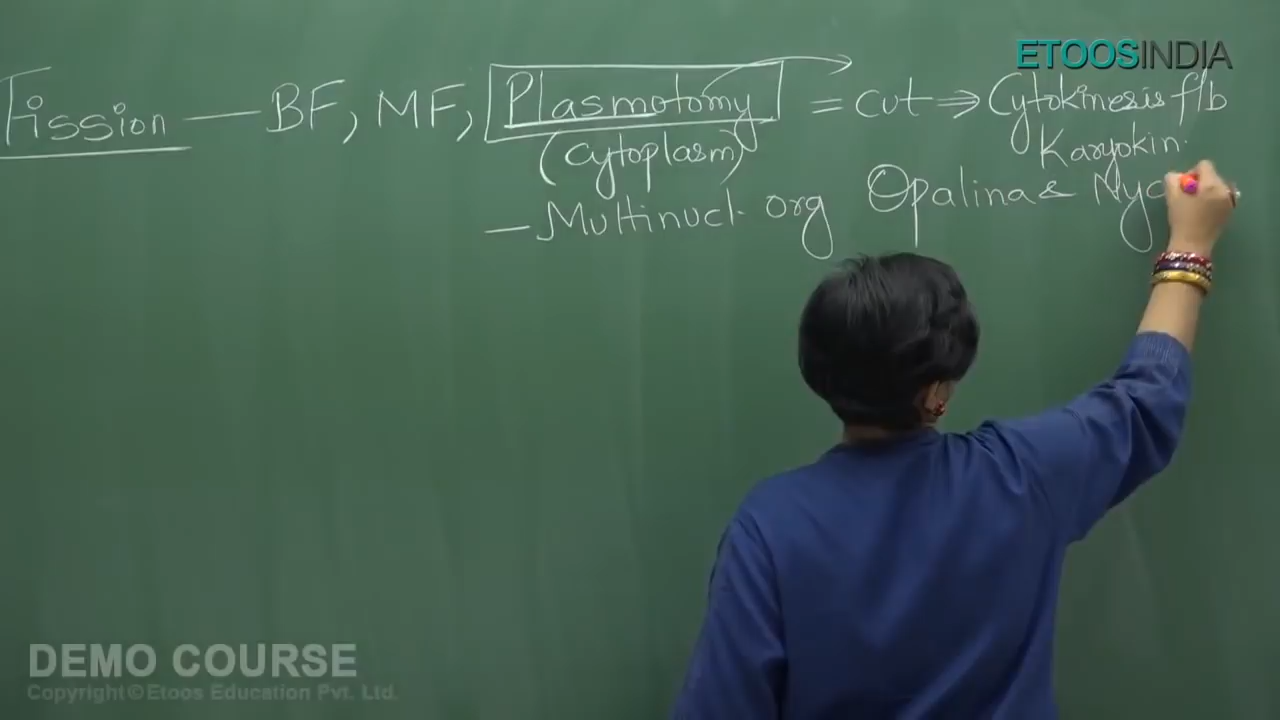 ETOOSINDIA
Fission — BF, MF, Plasmotomy = cut ⇒ Cytokinesis f/b
(Cytoplasm) Karyokin.
— Multinucl. org Opalina &
DEMO COURSE
Copyright©Etoos Education Pvt. Ltd.